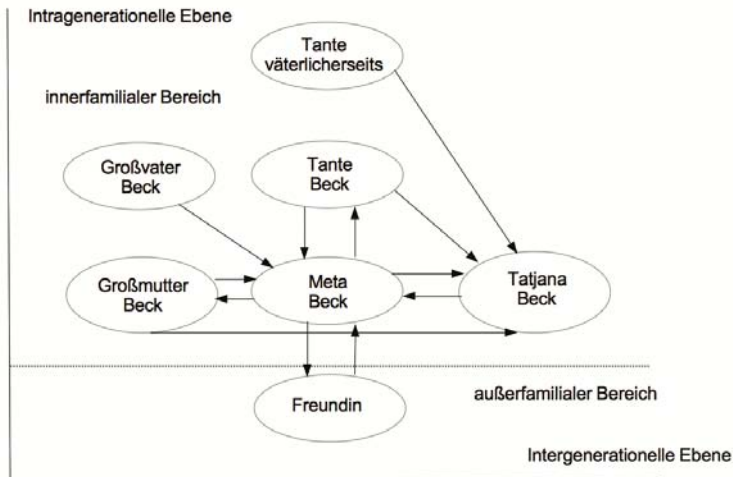 Intragenerationelle Ebene
Tante
väterlicherseits
innerfamilialer Bereich
Großvater
Beck
Tante
Beck
Großmutter
Beck
Meta
Beck
Tatjana
Beck
Freundin
außerfamilialer Bereich
Intergenerationelle Ebene